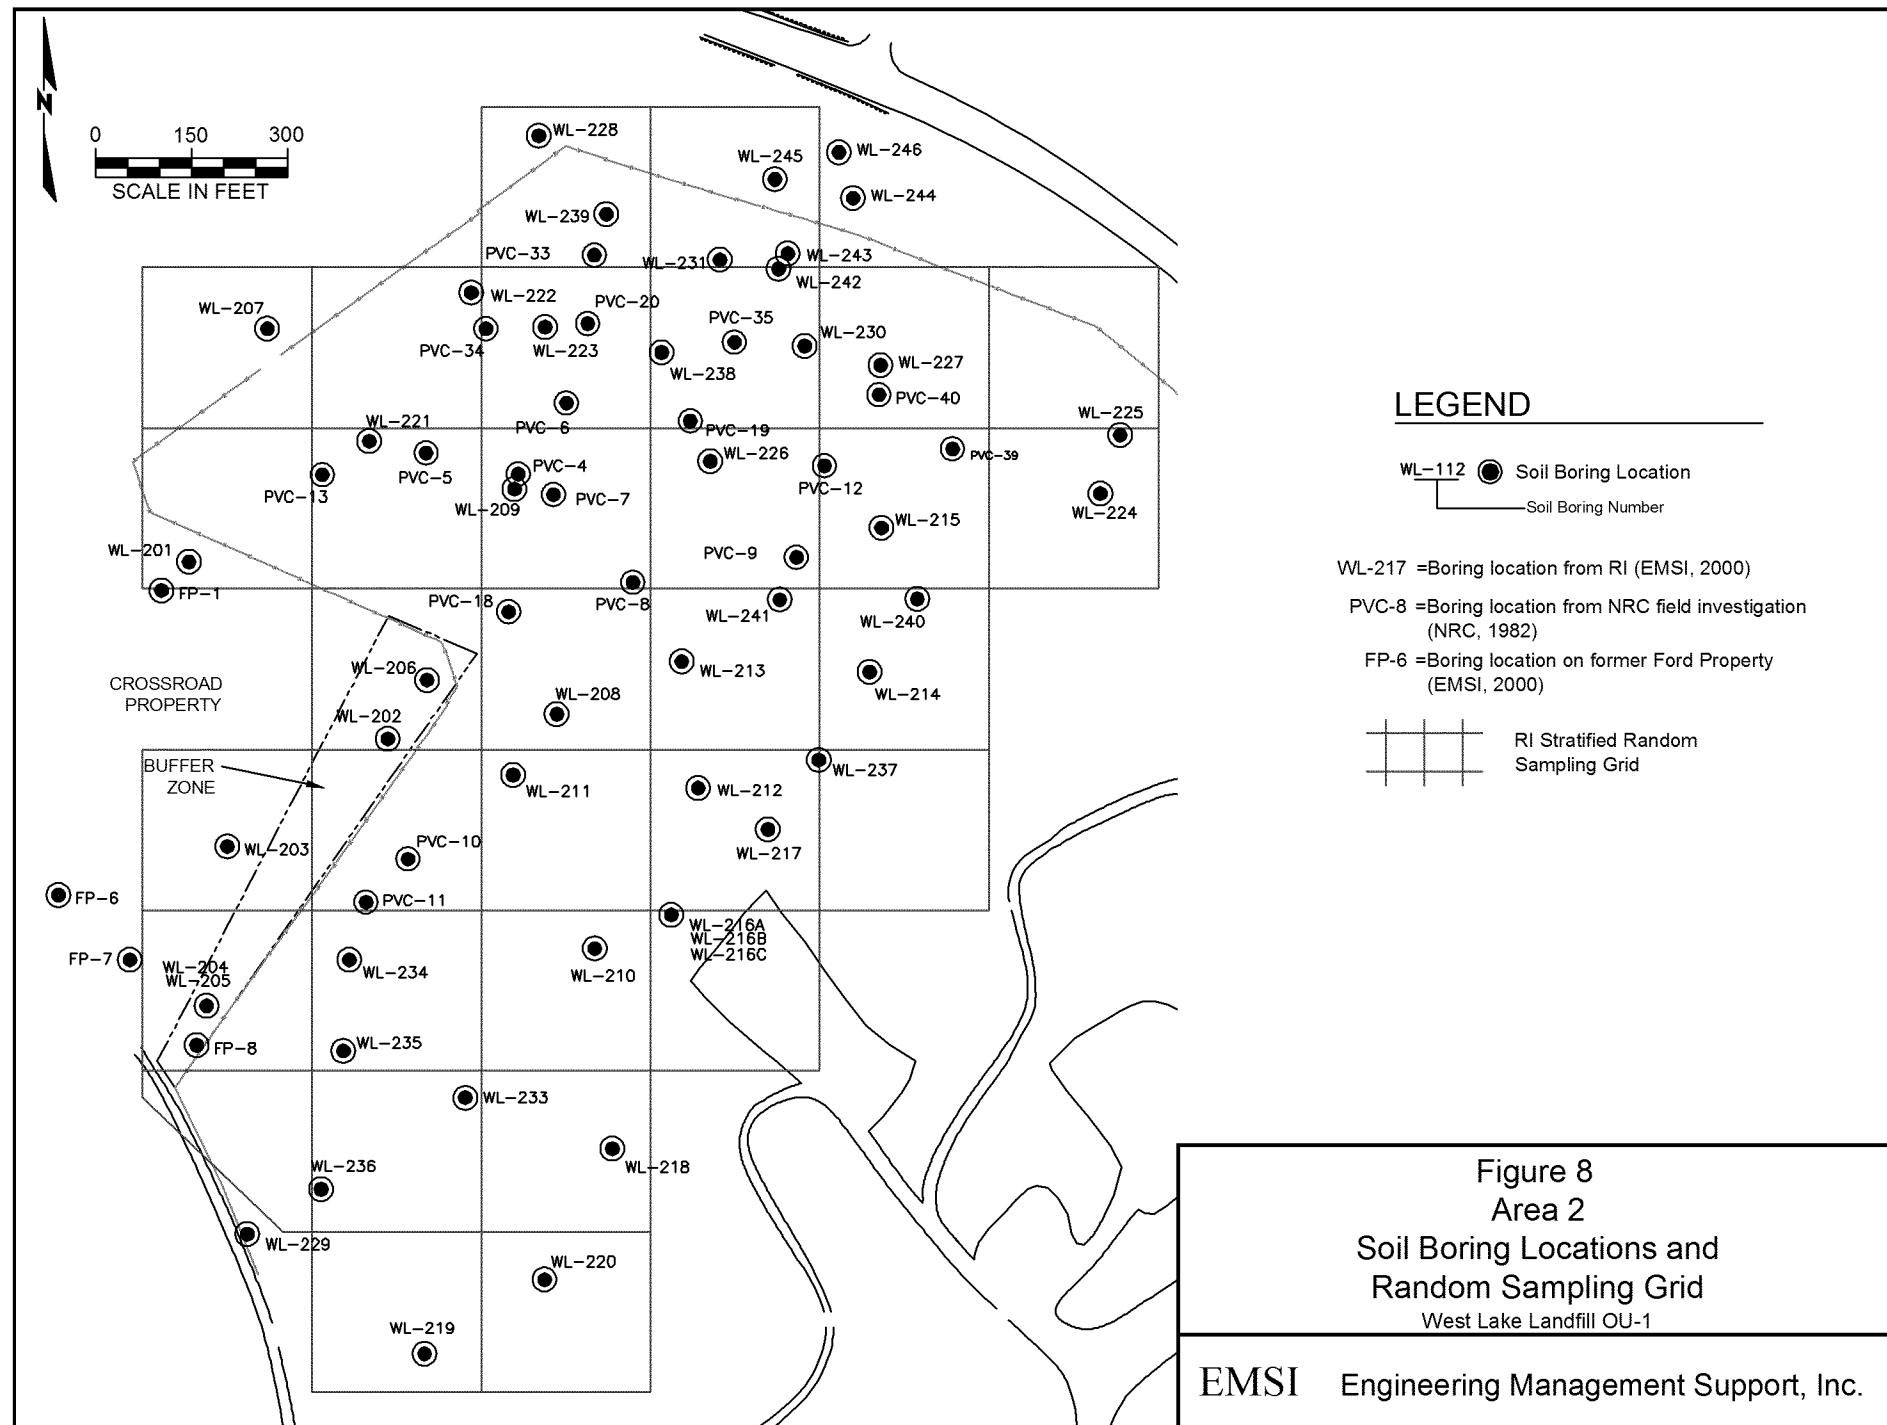 N
0 150 300
SCALE IN FEET
WL-228
WL-245
WL-246
WL-244
WL-239
PVC-33
WL-231
WL-243
WL-242
WL-207
WL-222
PVC-20
PVC-34
WL-223
PVC-35
WL-230
WL-238
WL-227
PVC-40
WL-221
PVC-6
PVC-19
WL-225
PVC-5
PVC-4
WL-226
PVC-39
PVC-13
WL-209
PVC-7
PVC-12
WL-224
WL-215
WL-201
PVC-9
FP-1
PVC-18
PVC-8
WL-241
WL-240
WL-206
WL-213
WL-214
CROSSROAD
PROPERTY
WL-208
WL-202
BUFFER
ZONE
WL-237
WL-211
WL-212
WL-203
PVC-10
WL-217
FP-6
PVC-11
WL-216A
WL-216B
WL-216C
FP-7
WL-204
WL-205
WL-234
WL-210
FP-8
WL-235
WL-233
WL-236
WL-218
WL-229
WL-220
WL-219
LEGEND
WL-112 Soil Boring Location
Soil Boring Number
WL-217 =Boring location from RI (EMSI, 2000)
PVC-8 =Boring location from NRC field investigation
(NRC, 1982)
FP-6 =Boring location on former Ford Property
(EMSI, 2000)
RI Stratified Random
Sampling Grid
Figure 8
Area 2
Soil Boring Locations and
Random Sampling Grid
West Lake Landfill OU-1
EMSI Engineering Management Support, Inc.